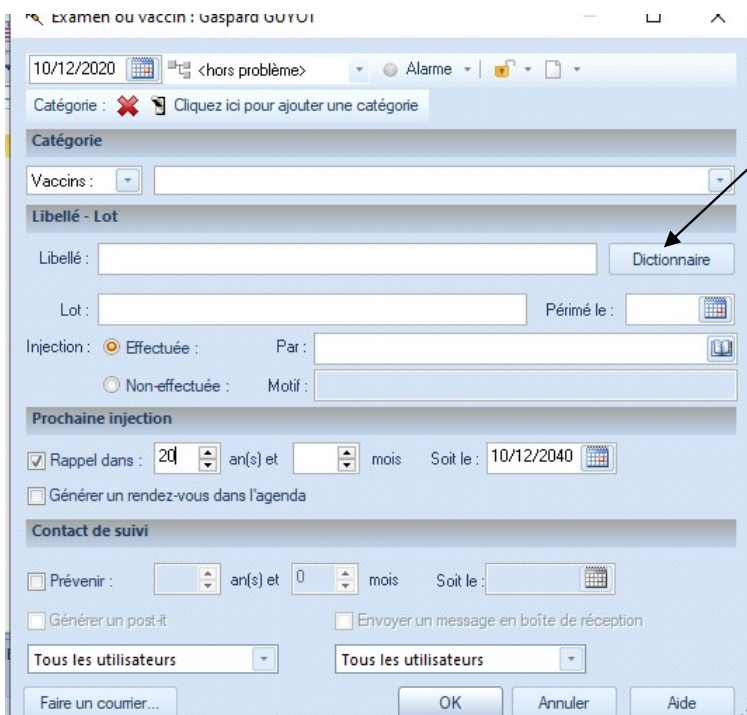 Examen ou vaccin : Gaspard GUYOT
10/12/2020 <hors problème> Alarme
Catégorie : Cliquez ici pour ajouter une catégorie
Catégorie
Vaccins :
Libellé - Lot
Libellé : Dictionnaire
Lot : Périmé le :
Injection : Effectuée : Par :
Non-effectuée : Motif :
Prochaine injection
Rappel dans : 20 an(s) et mois Soit le : 10/12/2040
Générer un rendez-vous dans l'agenda
Contact de suivi
Prévenir : an(s) et 0 mois Soit le :
Générer un post-it Envoyer un message en boîte de réception
Tous les utilisateurs Tous les utilisateurs
Faire un courrier... OK Annuler Aide